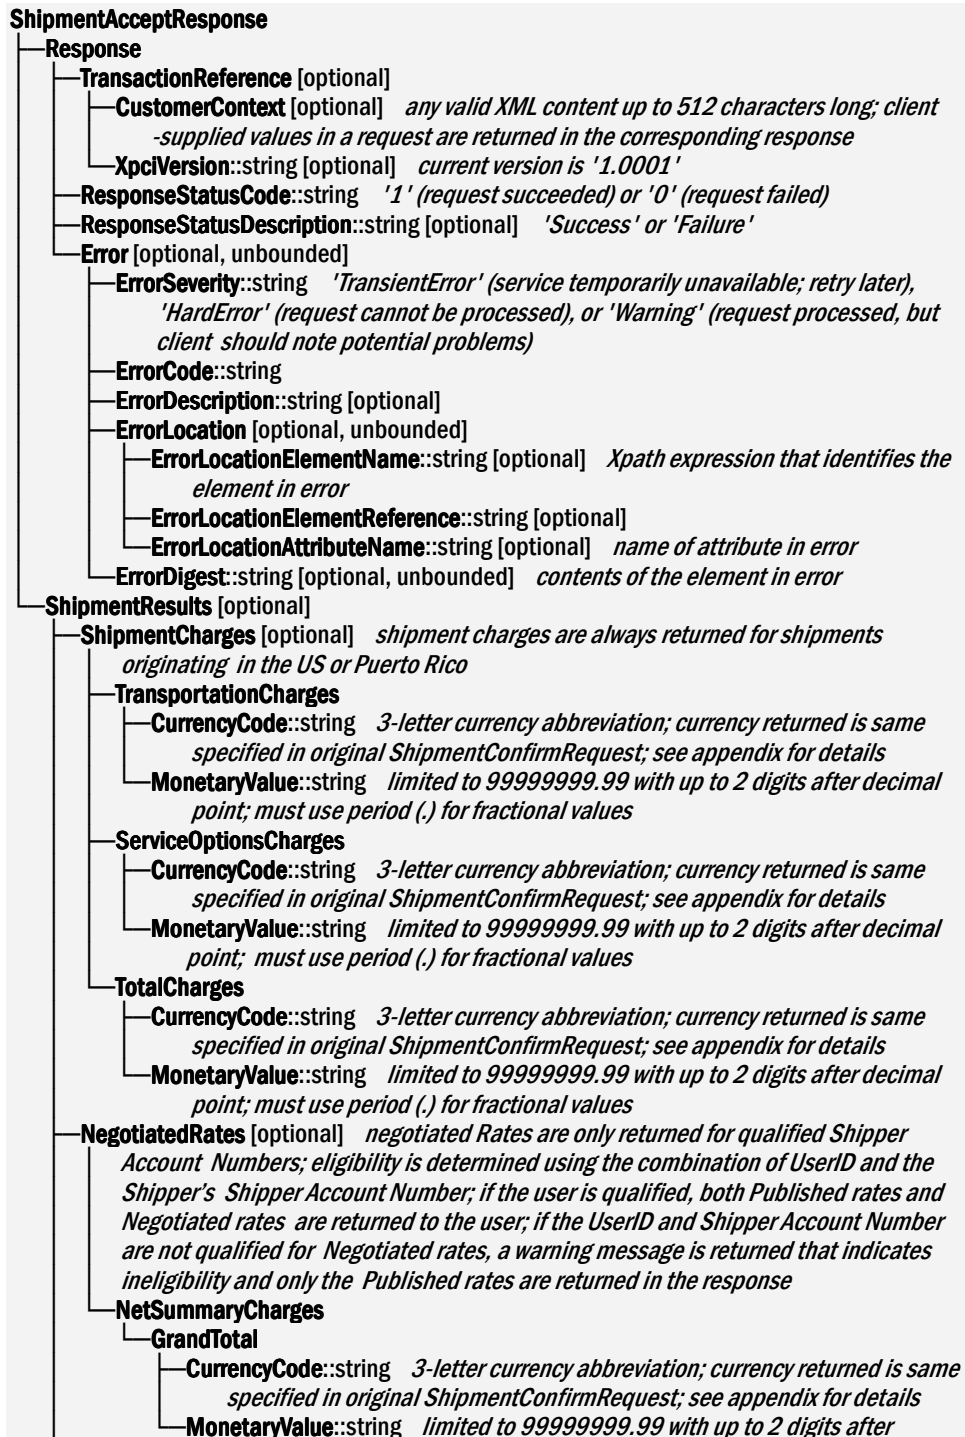 ShipmentAcceptResponse
Response
TransactionReference [optional]
CustomerContext [optional] any valid XML content up to 512 characters long; client
-supplied values in a request are returned in the corresponding response
XpciVersion::string [optional] current version is '1.0001'
ResponseStatusCode::string '1' (request succeeded) or '0' (request failed)
ResponseStatusDescription::string [optional] 'Success' or 'Failure'
Error [optional, unbounded]
ErrorSeverity::string 'TransientError' (service temporarily unavailable; retry later),
'HardError' (request cannot be processed), or 'Warning' (request processed, but
client should note potential problems)
ErrorCode::string
ErrorDescription::string [optional]
ErrorLocation [optional, unbounded]
ErrorLocationElementName::string [optional] Xpath expression that identifies the
element in error
ErrorLocationElementReference::string [optional]
ErrorLocationAttributeName::string [optional] name of attribute in error
ErrorDigest::string [optional, unbounded] contents of the element in error
ShipmentResults [optional]
ShipmentCharges [optional] shipment charges are always returned for shipments
originating in the US or Puerto Rico
TransportationCharges
CurrencyCode::string 3-letter currency abbreviation; currency returned is same
specified in original ShipmentConfirmRequest; see appendix for details
MonetaryValue::string limited to 99999999.99 with up to 2 digits after decimal
point; must use period (.) for fractional values
ServiceOptionsCharges
CurrencyCode::string 3-letter currency abbreviation; currency returned is same
specified in original ShipmentConfirmRequest; see appendix for details
MonetaryValue::string limited to 99999999.99 with up to 2 digits after decimal
point; must use period (.) for fractional values
TotalCharges
CurrencyCode::string 3-letter currency abbreviation; currency returned is same
specified in original ShipmentConfirmRequest; see appendix for details
MonetaryValue::string limited to 99999999.99 with up to 2 digits after decimal
point; must use period (.) for fractional values
NegotiatedRates [optional] negotiated Rates are only returned for qualified Shipper
Account Numbers; eligibility is determined using the combination of UserID and the
Shipper's Shipper Account Number; if the user is qualified, both Published rates and
Negotiated rates are returned to the user; if the UserID and Shipper Account Number
are not qualified for Negotiated rates, a warning message is returned that indicates
ineligibility and only the Published rates are returned in the response
NetSummaryCharges
GrandTotal
CurrencyCode::string 3-letter currency abbreviation; currency returned is same
specified in original ShipmentConfirmRequest; see appendix for details
MonetaryValue::string limited to 99999999.99 with up to 2 digits after